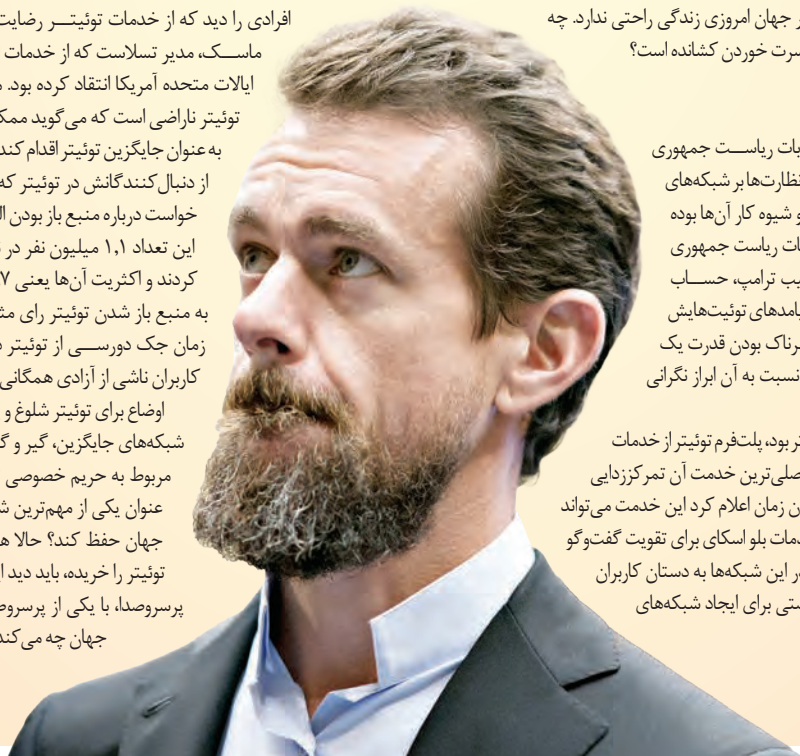 ر جهان امروزی زندگی راحتی ندارد. چه
سرت خوردن کشانده است؟
بات ریاست جمهوری
نظارت‌ها بر شبکه‌های
و شیوه کار آن‌ها بوده
ات ریاست جمهوری
یب ترامپ، حساب
یامدهای توئیت‌هایش
رناک بودن قدرت یک
نسبت به آن ابراز نگرانی
تر بود، پلت‌فرم توئیتر از خدمات
صلی‌ترین خدمت آن تمرکززدایی
ن زمان اعلام کرد این خدمت می‌تواند
دمات بلو اسکای برای تقویت گفت‌وگو
ر این شبکه‌ها به دستان کاربران
ستی برای ایجاد شبکه‌های
افرادی را دید که از خدمات توئیتر رضایت
ماسک، مدیر تسلاست که از خدمات
ایالات متحده آمریکا انتقاد کرده بود.
توئیتر ناراضی است که می‌گوید ممک
به عنوان جایگزین توئیتر اقدام کند
از دنبال‌کنندگانش در توئیتر که
خواست درباره منبع باز بودن ال
این تعداد ۱,۱ میلیون نفر در
کردند و اکثریت آن‌ها یعنی ۷
به منبع باز شدن توئیتر رای مث
زمان جک دورسی از توئیتر
کاربران ناشی از آزادی همگانی
اوضاع برای توئیتر شلوغ و
شبکه‌های جایگزین، گیر و گ
مربوط به حریم خصوصی
عنوان یکی از مهم‌ترین ش
جهان حفظ کند؟ حالا ه
توئیتر را خریده، باید دید ا
پرسروصدا، با یکی از پرسروص
جهان چه می‌کند